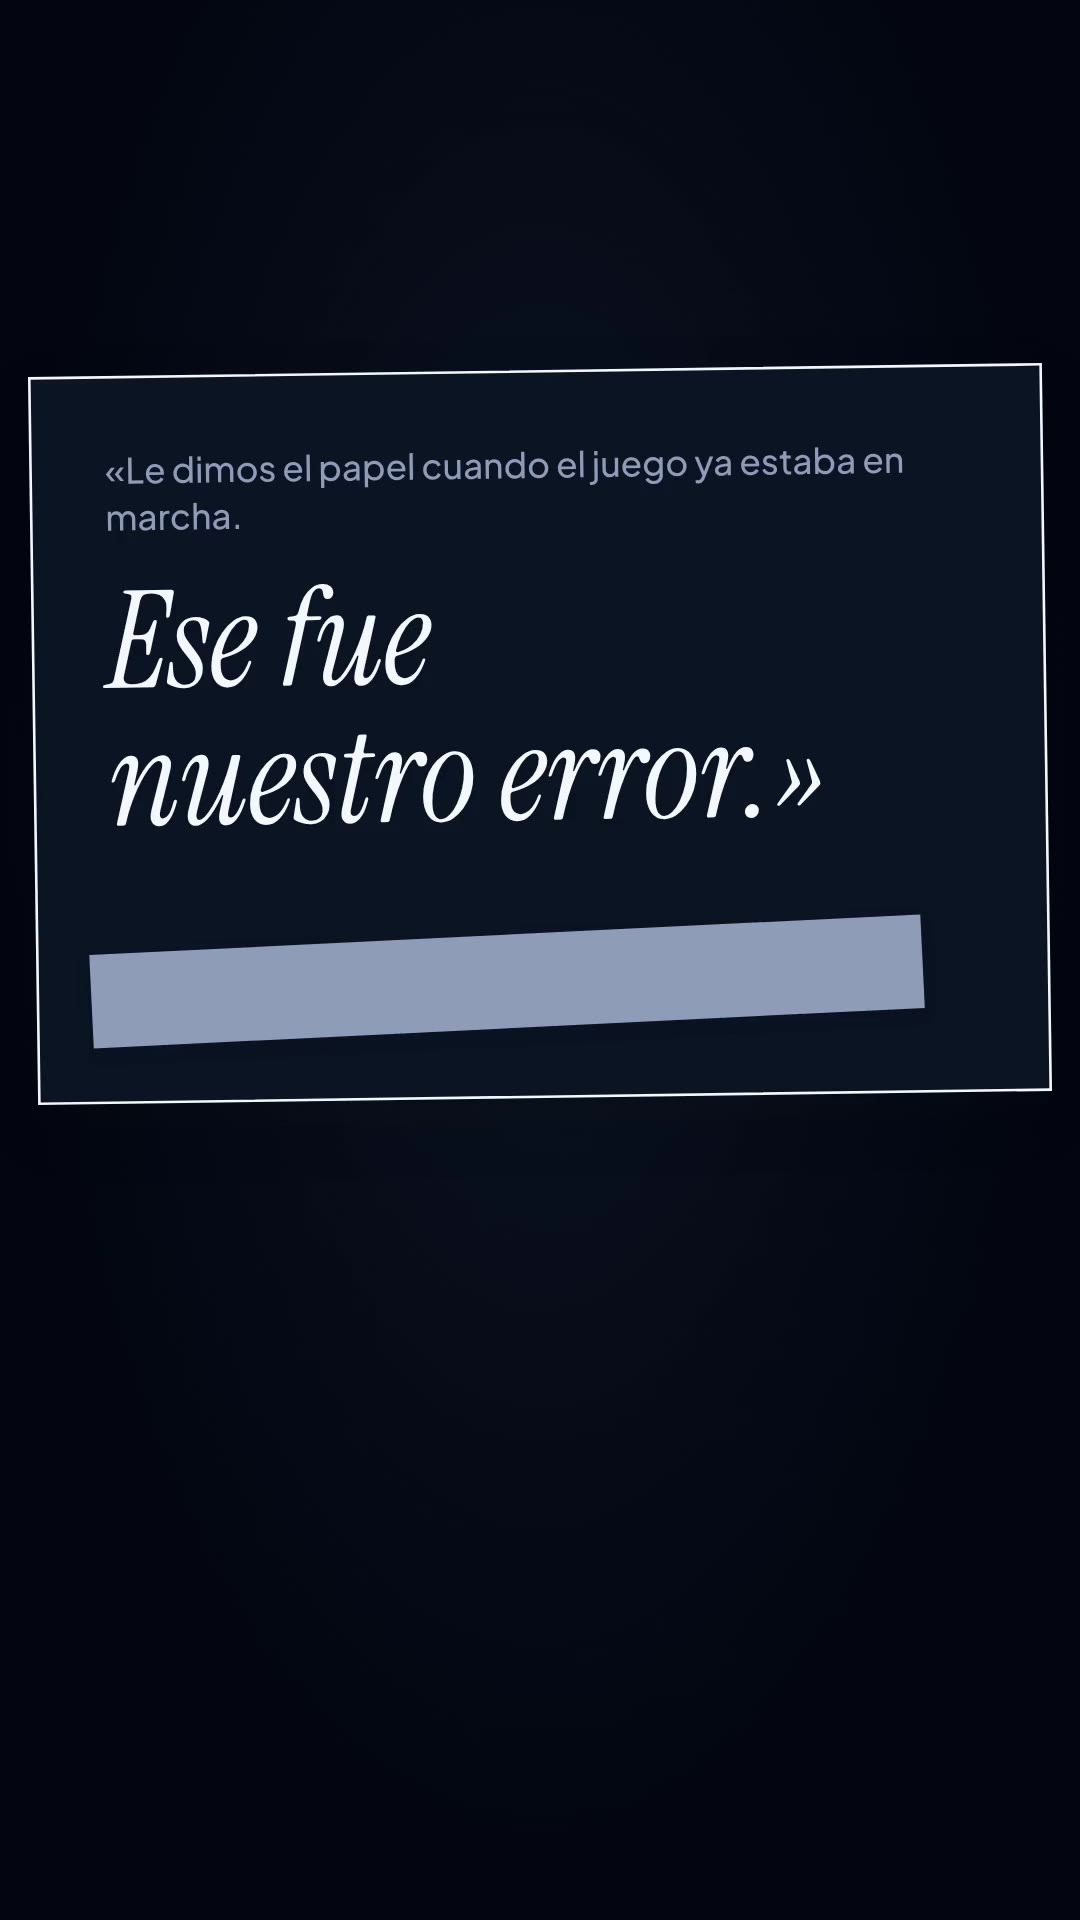 «Le dimos el papel cuando el juego ya estaba en
marcha.
Ese fue
nuestro error.»